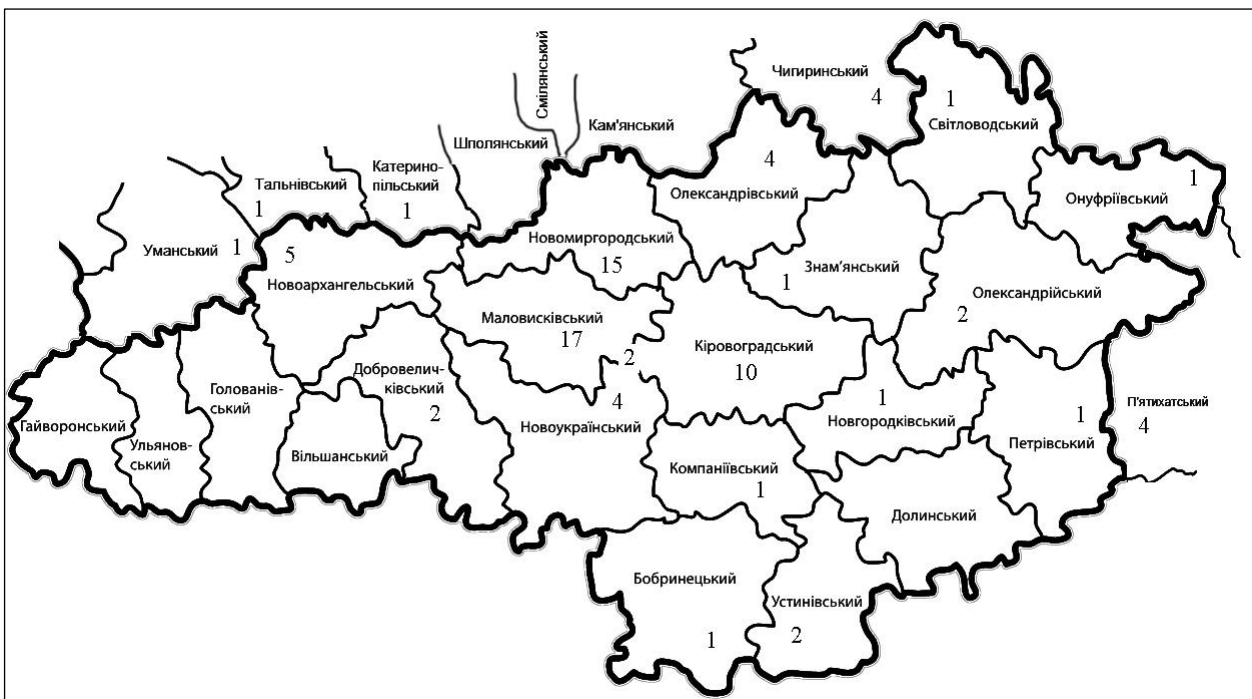 Смілянський
Чигиринський
4
1
Світловодський
Кам'янський
Шполянський
Катерино-
пільський
1
Тальнівський
1
4
Олександрівський
1
Онуфріївський
Уманський
1
5
Новоархангельський
Новомиргородський
15
Знам'янський
1
Олександрійський
2
Маловисківський
17
2
Кіровоградський
10
Добровелич-
ківський
2
Голованів-
ський
4
Новоукраїнський
1
Новгородківський
1
Петрівський
П'ятихатський
4
Гайворонський
Ульянов-
ський
Вільшанський
Компаніївський
1
Долинський
Бобринецький
1
Устинівський
2